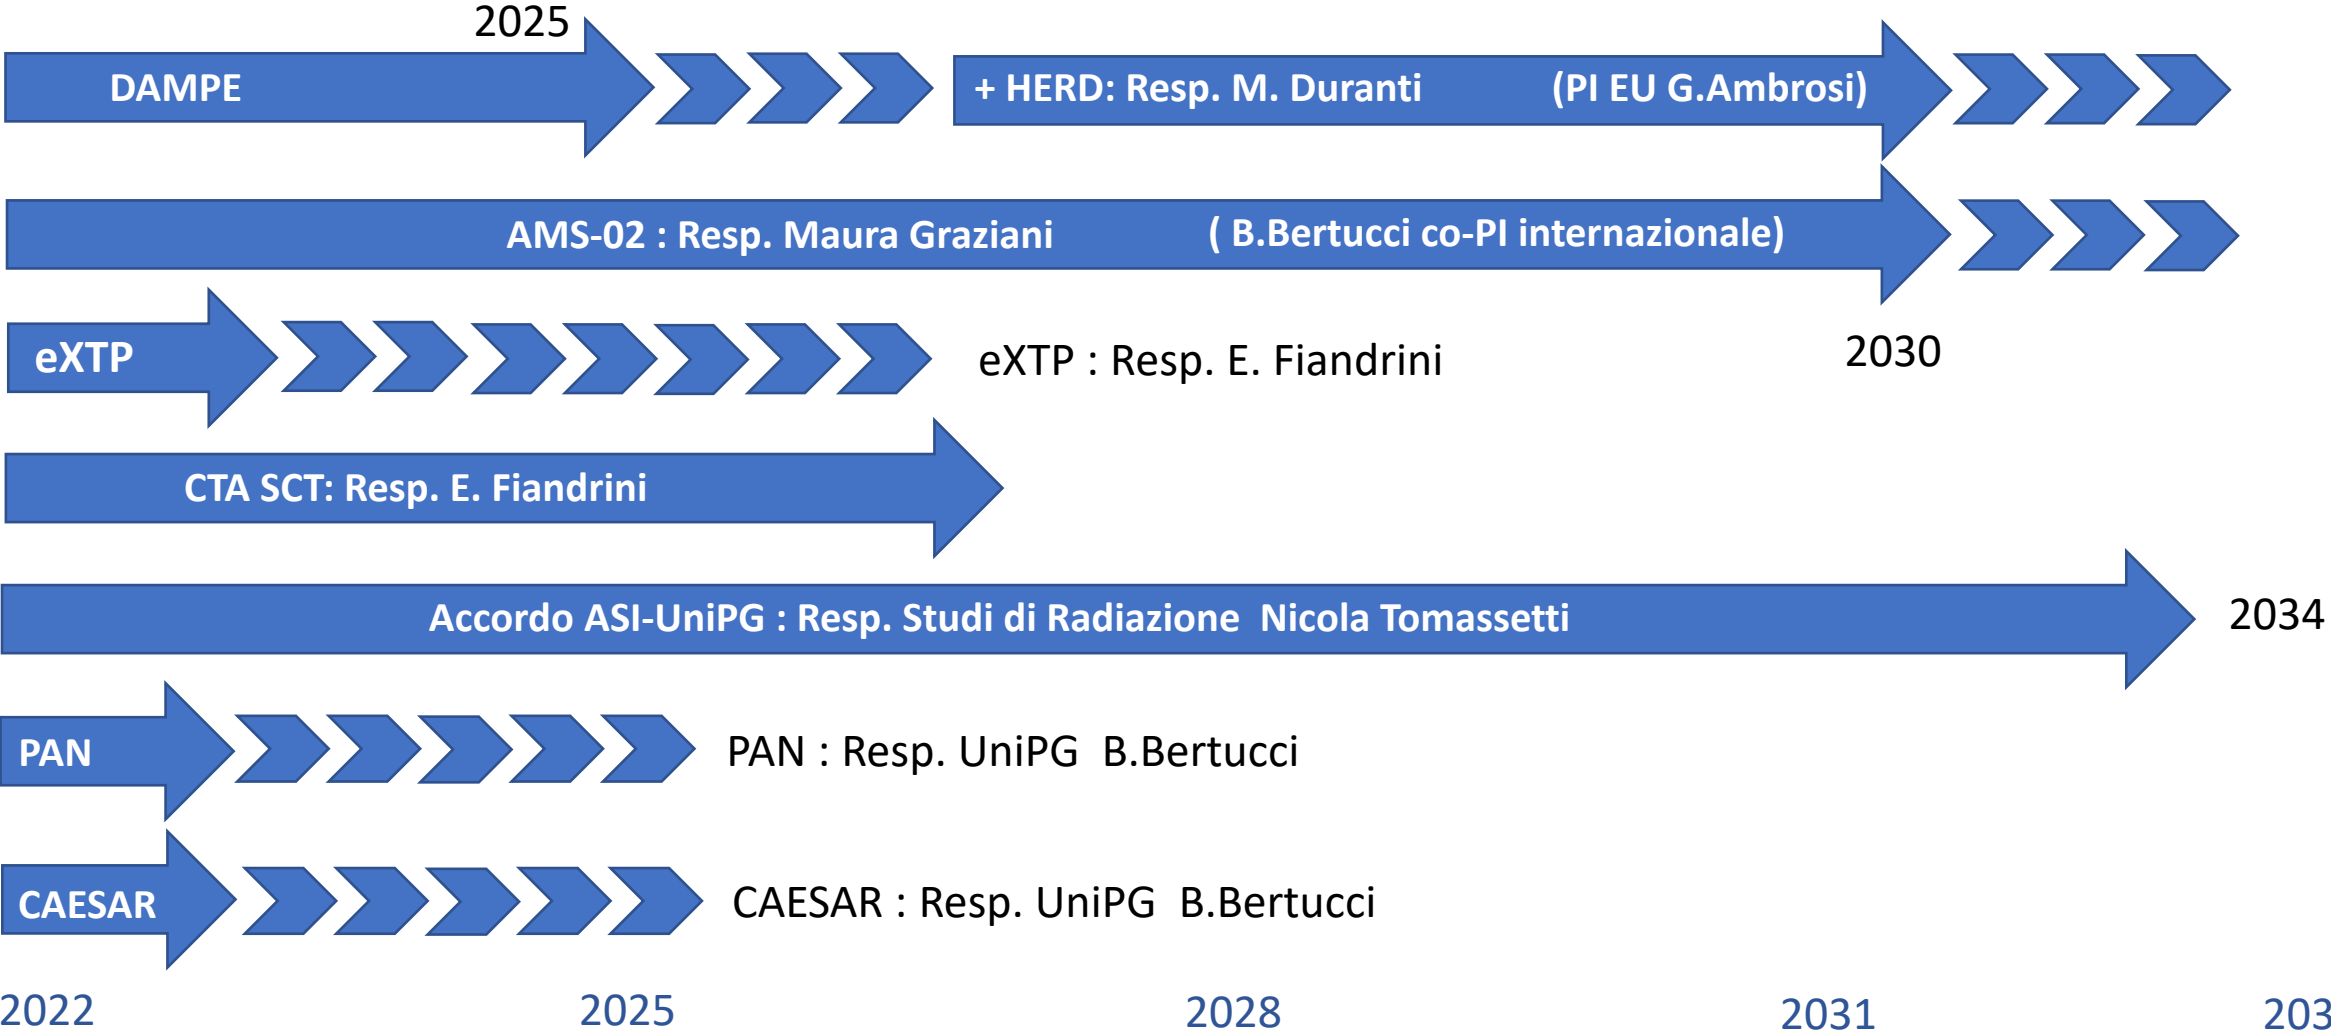 2025
DAMPE
+ HERD: Resp. M. Duranti (PI EU G.Ambrosi)
AMS-02 : Resp. Maura Graziani ( B.Bertucci co-PI internazionale)
eXTP
eXTP : Resp. E. Fiandrini
2030
CTA SCT: Resp. E. Fiandrini
Accordo ASI-UniPG : Resp. Studi di Radiazione Nicola Tomassetti
2034
PAN
PAN : Resp. UniPG B.Bertucci
CAESAR
CAESAR : Resp. UniPG B.Bertucci
2022 2025 2028 2031 203